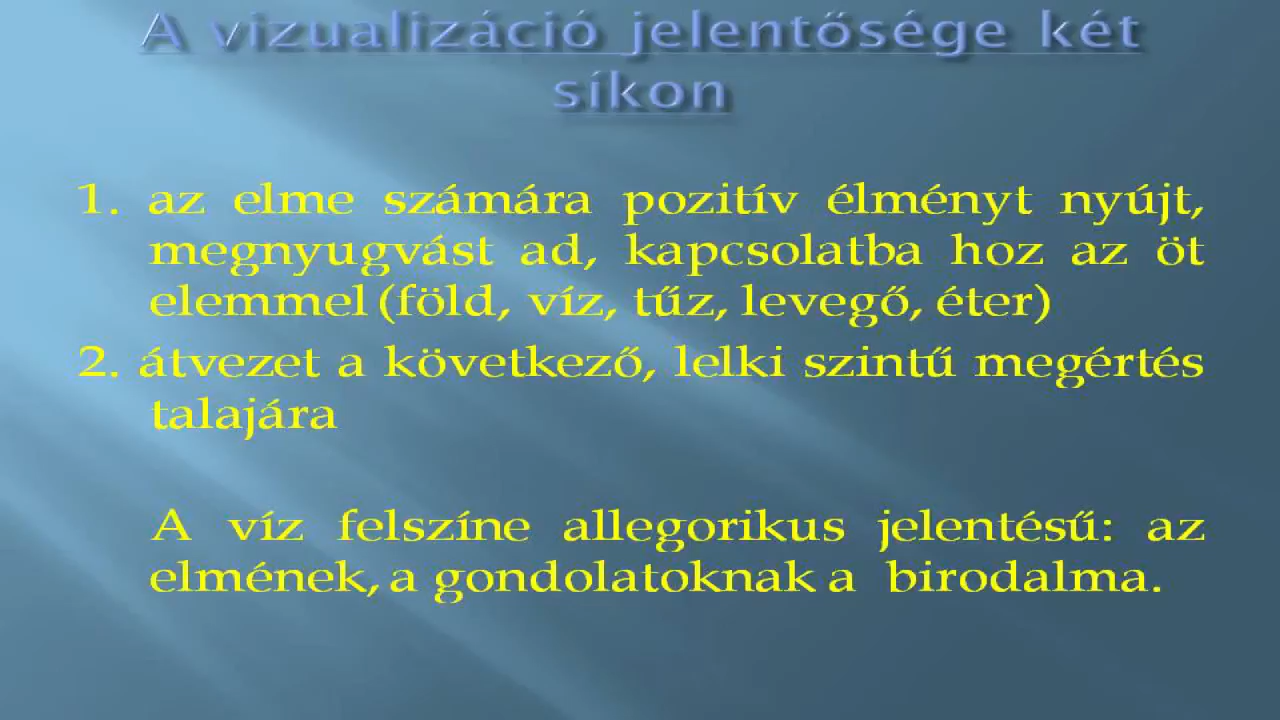 A vizualizáció jelentősége két
síkon
1. az elme számára pozitív élményt nyújt,
megnyugvást ad, kapcsolatba hoz az öt
elemmel (föld, víz, tűz, levegő, éter)
2. átvezet a következő, lelki szintű megértés
talajára
A víz felszíne allegorikus jelentésű: az
elmének, a gondolatoknak a birodalma.